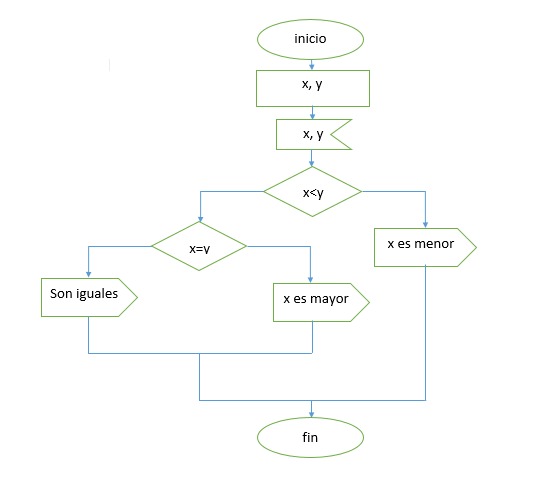 inicio
x, y
x, y
x<y
x=y
x es menor
Son iguales
x es mayor
fin